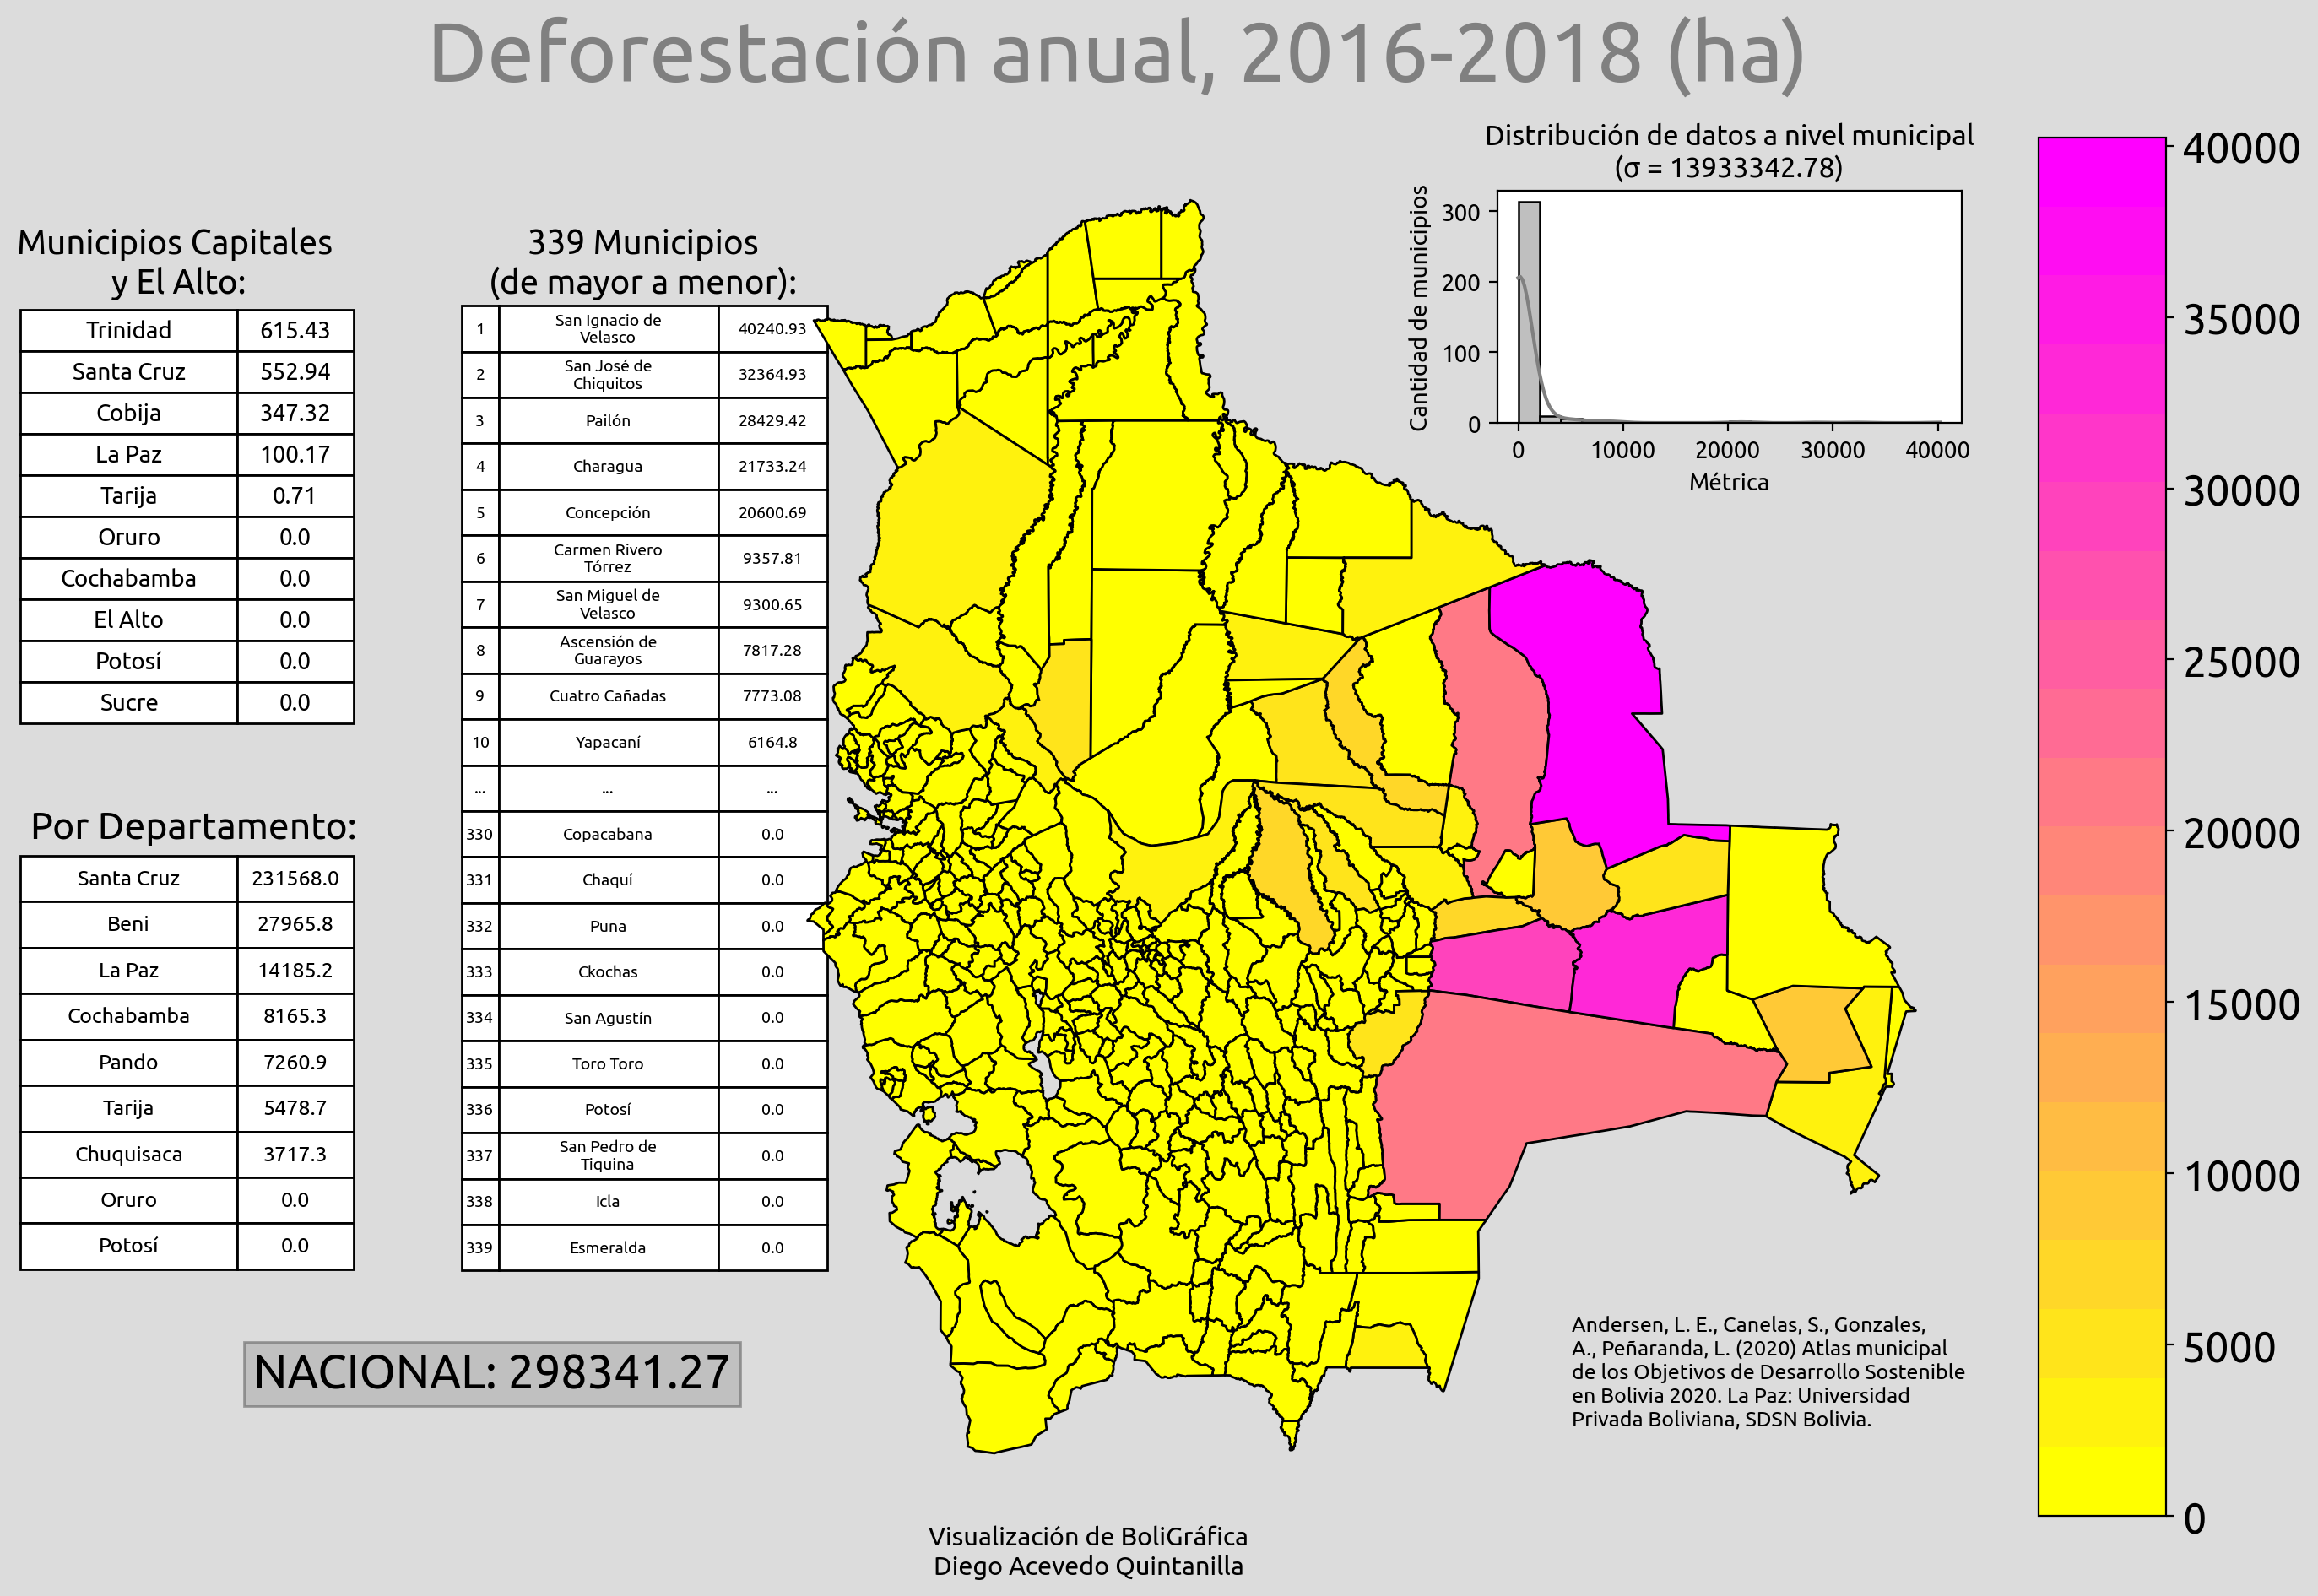 Deforestación anual, 2016-2018 (ha)
Municipios Capitales
y El Alto:
Trinidad 615.43
Santa Cruz 552.94
Cobija 347.32
La Paz 100.17
Tarija 0.71
Oruro 0.0
Cochabamba 0.0
El Alto 0.0
Potosí 0.0
Sucre 0.0
Por Departamento:
Santa Cruz 231568.0
Beni 27965.8
La Paz 14185.2
Cochabamba 8165.3
Pando 7260.9
Tarija 5478.7
Chuquisaca 3717.3
Oruro 0.0
Potosí 0.0
NACIONAL: 298341.27
339 Municipios
(de mayor a menor):
1 San Ignacio de Velasco 40240.93
2 San José de Chiquitos 32364.93
3 Pailón 28429.42
4 Charagua 21733.24
5 Concepción 20600.69
6 Carmen Rivero Tórrez 9357.81
7 San Miguel de Velasco 9300.65
8 Ascensión de Guarayos 7817.28
9 Cuatro Cañadas 7773.08
10 Yapacaní 6164.8
... ... ...
330 Copacabana 0.0
331 Chaquí 0.0
332 Puna 0.0
333 Ckochas 0.0
334 San Agustín 0.0
335 Toro Toro 0.0
336 Potosí 0.0
337 San Pedro de Tiquina 0.0
338 Icla 0.0
339 Esmeralda 0.0
Distribución de datos a nivel municipal
(σ = 13933342.78)
Cantidad de municipios
300
200
100
0
0 10000 20000 30000 40000
Métrica
40000
35000
30000
25000
20000
15000
10000
5000
0
Andersen, L. E., Canelas, S., Gonzales,
A., Peñaranda, L. (2020) Atlas municipal
de los Objetivos de Desarrollo Sostenible
en Bolivia 2020. La Paz: Universidad
Privada Boliviana, SDSN Bolivia.
Visualización de BoliGráfica
Diego Acevedo Quintanilla